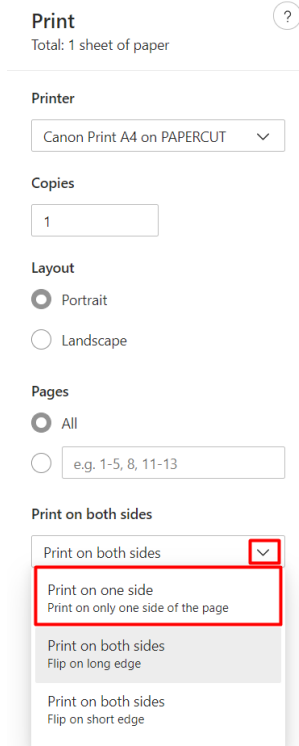 Print
?
Total: 1 sheet of paper
Printer
Canon Print A4 on PAPERCUT
Copies
1
Layout
Portrait
Landscape
Pages
All
e.g. 1-5, 8, 11-13
Print on both sides
Print on both sides
Print on one side
Print on only one side of the page
Print on both sides
Flip on long edge
Print on both sides
Flip on short edge